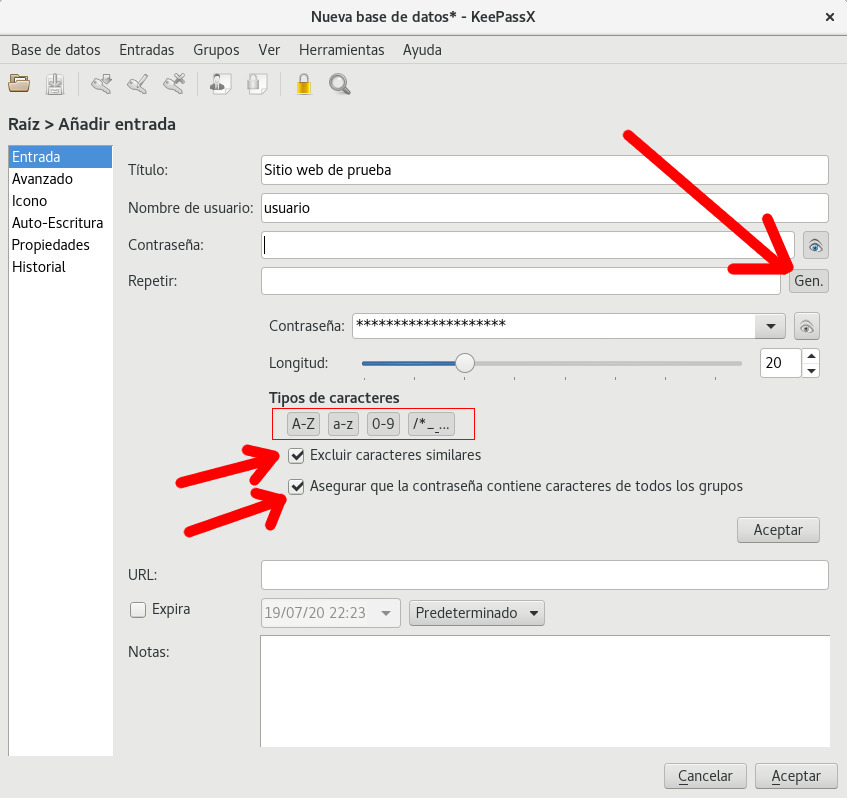 Nueva base de datos* - KeePassX
Base de datos Entradas Grupos Ver Herramientas Ayuda
Raíz > Añadir entrada
Entrada
Avanzado
Icono
Auto-Escritura
Propiedades
Historial
Título: Sitio web de prueba
Nombre de usuario: usuario
Contraseña:
Repetir: Gen.
Contraseña: ********************
Longitud: 20
Tipos de caracteres
A-Z a-z 0-9 /*_...
Excluir caracteres similares
Asegurar que la contraseña contiene caracteres de todos los grupos
Aceptar
URL:
Expira 19/07/20 22:23 Predeterminado
Notas:
Cancelar Aceptar